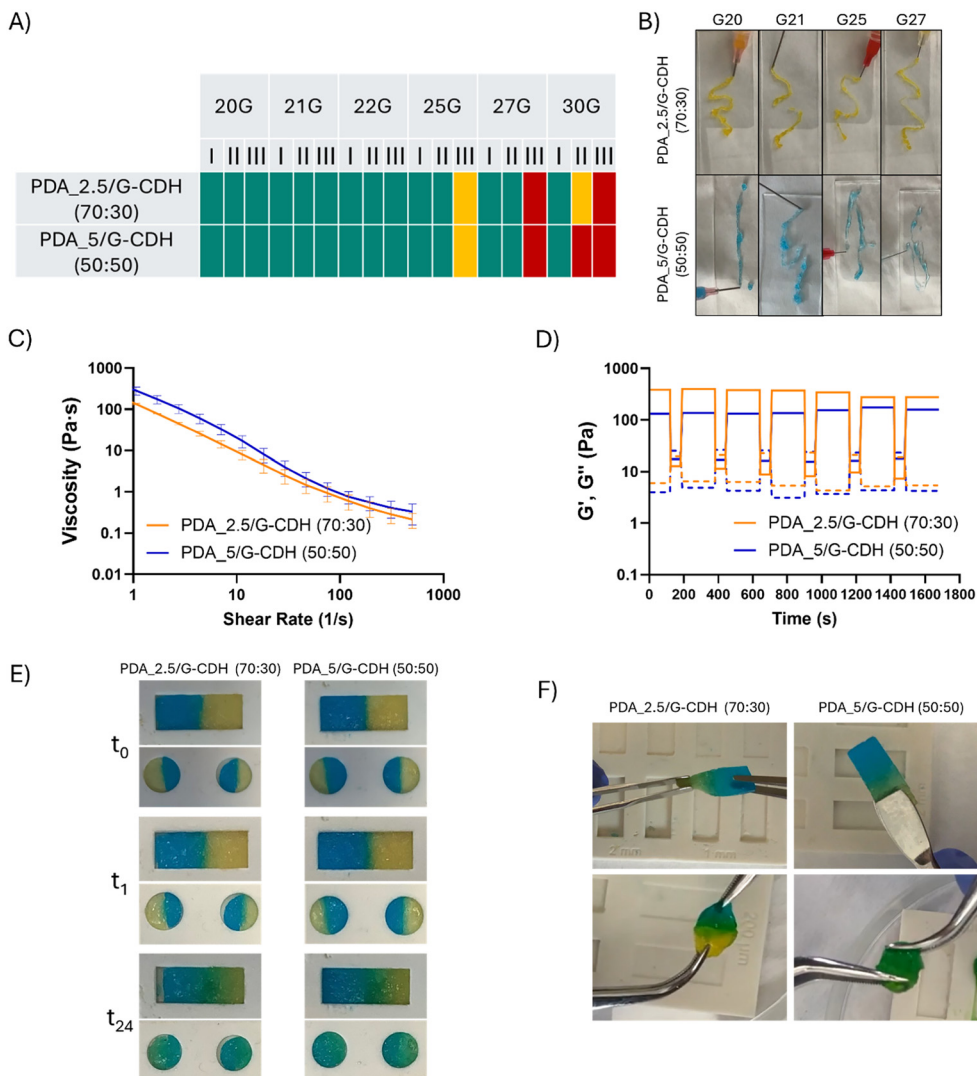 A)
20G 21G 22G 25G 27G 30G
I II III I II III I II III I II III I II III I II III
PDA_2.5/G-CDH
(70:30)
PDA_5/G-CDH
(50:50)
B)
G20 G21 G25 G27
PDA_2.5/G-CDH
(70:30)
PDA_5/G-CDH
(50:50)
C)
Viscosity (Pa·s)
1000
100
10
1
0.1
0.01
PDA_2.5/G-CDH (70:30)
PDA_5/G-CDH (50:50)
1 10 100 1000
Shear Rate (1/s)
D)
G', G'' (Pa)
1000
100
10
1
0.1
PDA_2.5/G-CDH (70:30)
PDA_5/G-CDH (50:50)
0 200 400 600 800 1000 1200 1400 1600 1800
Time (s)
E)
PDA_2.5/G-CDH (70:30) PDA_5/G-CDH (50:50)
t0
t1
t24
F)
PDA_2.5/G-CDH (70:30) PDA_5/G-CDH (50:50)
2 mm